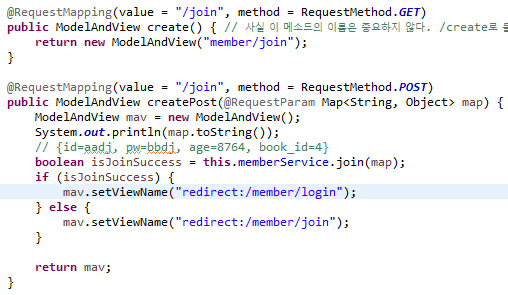 @RequestMapping(value = "/join", method = RequestMethod.GET)
public ModelAndView create() { // 사실 이 메소드의 이름은 중요하지 않다. /create로 들
return new ModelAndView("member/join");
}
@RequestMapping(value = "/join", method = RequestMethod.POST)
public ModelAndView createPost(@RequestParam Map<String, Object> map) {
ModelAndView mav = new ModelAndView();
System.out.println(map.toString());
// {id=aadj, pw=bbdj, age=8764, book_id=4}
boolean isJoinSuccess = this.memberService.join(map);
if (isJoinSuccess) {
mav.setViewName("redirect:/member/login");
} else {
mav.setViewName("redirect:/member/join");
}
return mav;
}